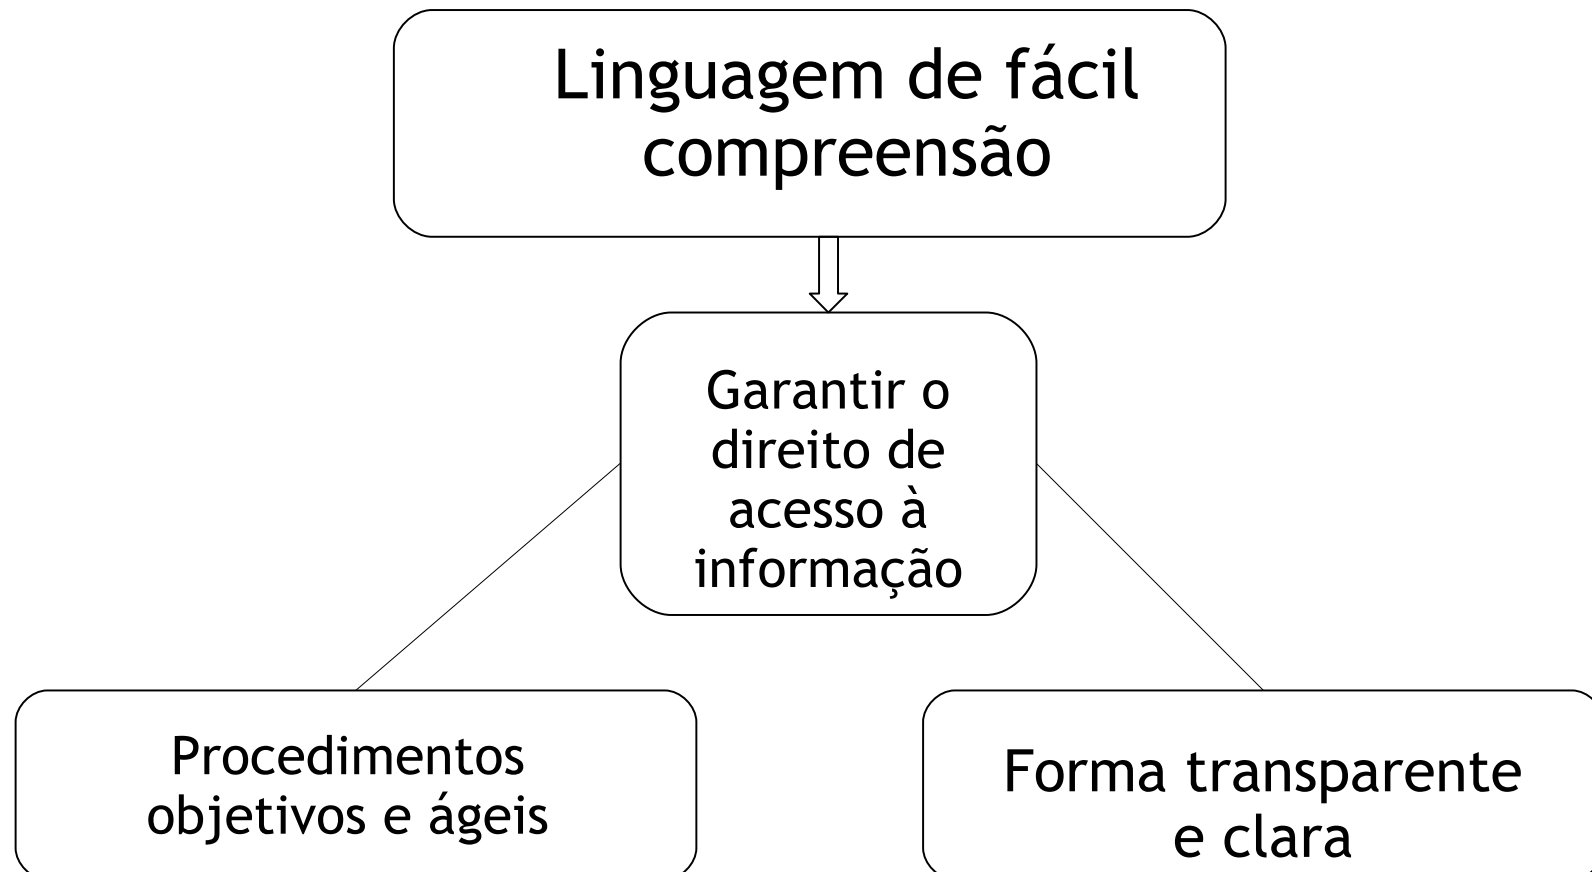 Linguagem de fácil
compreensão
Garantir o
direito de
acesso à
informação
Procedimentos
objetivos e ágeis
Forma transparente
e clara